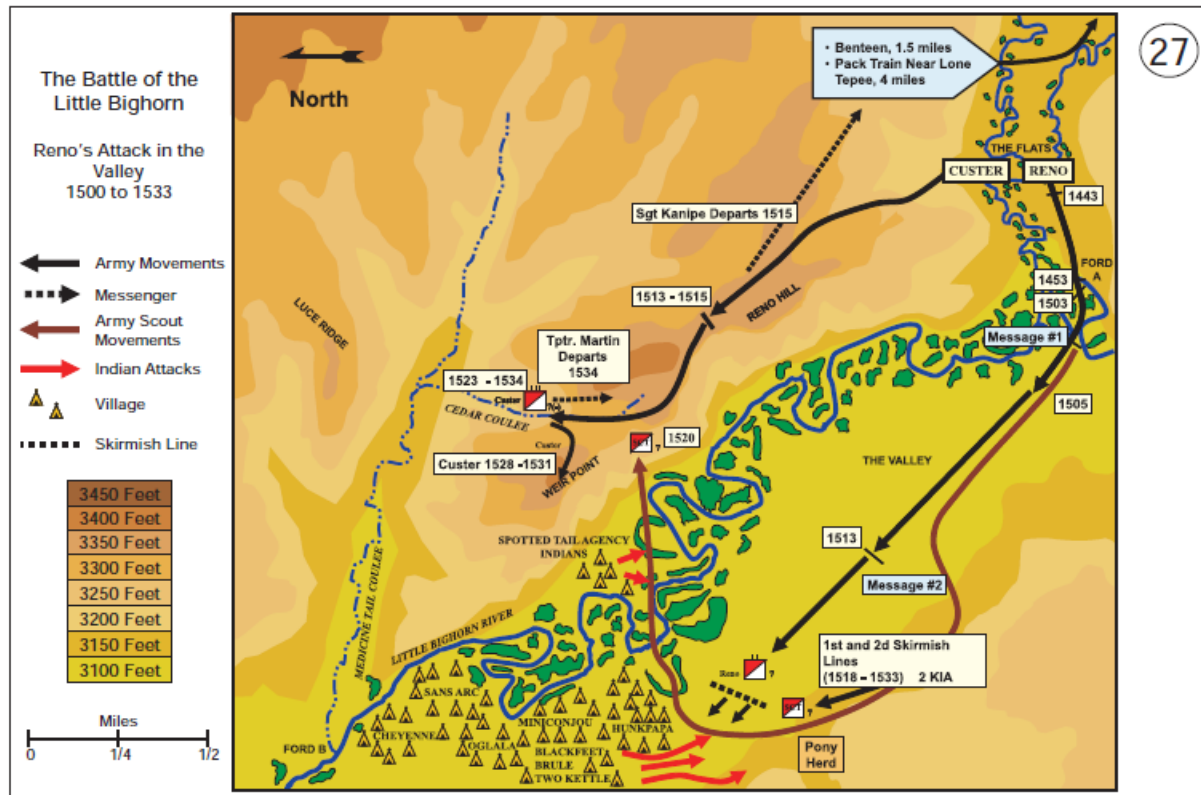 27
The Battle of the
Little Bighorn
Reno's Attack in the
Valley
1500 to 1533
Army Movements
Messenger
Army Scout
Movements
Indian Attacks
Village
Skirmish Line
3450 Feet
3400 Feet
3350 Feet
3300 Feet
3250 Feet
3200 Feet
3150 Feet
3100 Feet
Miles
0 1/4 1/2
North
• Benteen, 1.5 miles
• Pack Train Near Lone
Tepee, 4 miles
THE FLATS
CUSTER
RENO
1443
Sgt Kanipe Departs 1515
FORD
A
1453
1503
1513 - 1515
RENO HILL
Message #1
LUCE RIDGE
Tptr. Martin
Departs
1534
1523 - 1534
Custer
?
CEDAR COULEE
1505
Custer
Custer 1528 -1531
WEIR POINT
SCT
?
1520
THE VALLEY
1513
SPOTTED TAIL AGENCY
INDIANS
Message #2
MEDICINE TAIL COULEE
LITTLE BIGHORN RIVER
1st and 2d Skirmish
Lines
(1518 - 1533) 2 KIA
Reno
?
SCT
?
SANS ARC
MINICONJOU
HUNKPAPA
CHEYENNE
OGLALA
BLACKFEET
BRULE
TWO KETTLE
FORD B
Pony
Herd